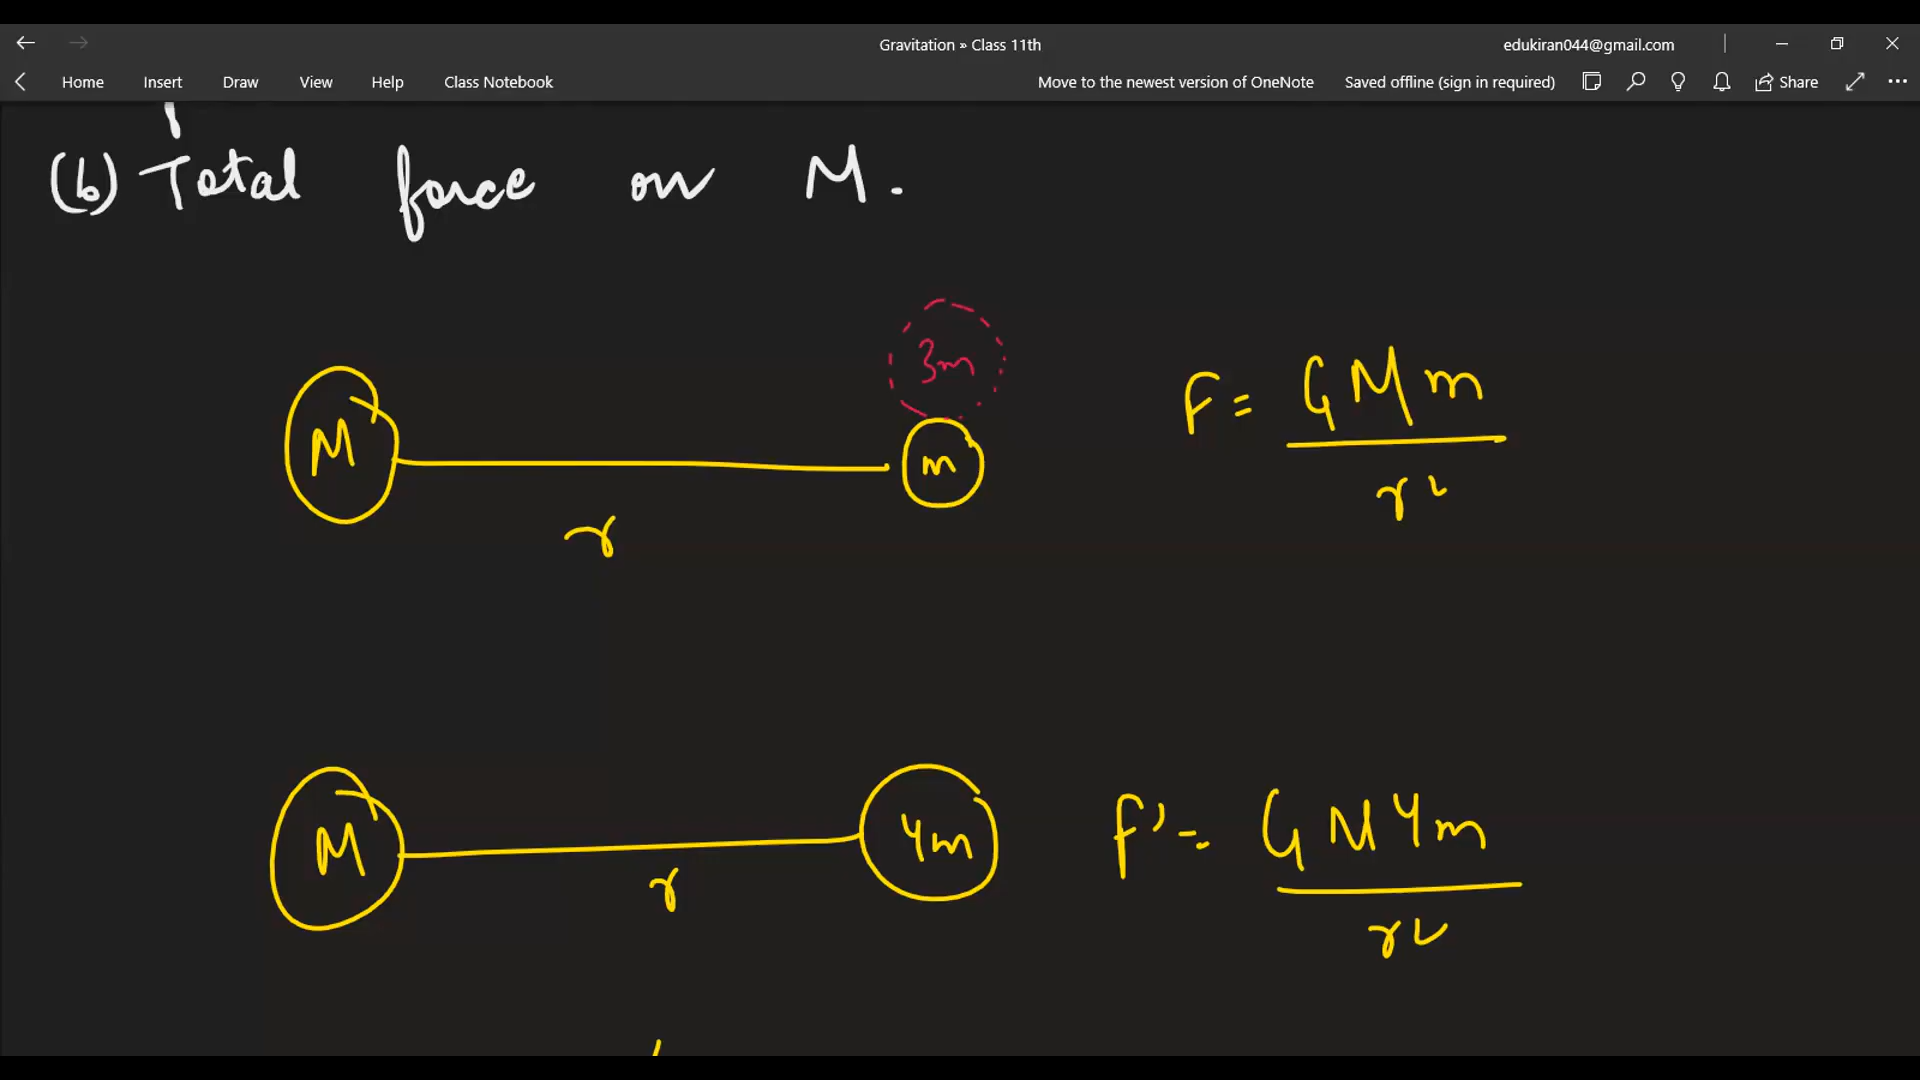 Gravitation » Class 11th
edukiran044@gmail.com
Home Insert Draw View Help Class Notebook Move to the newest version of OneNote Saved offline (sign in required) Share
(b) Total force on M.
3m
M m
r
F = GMm
r²
M 4m
r
F' = GM4m
r²